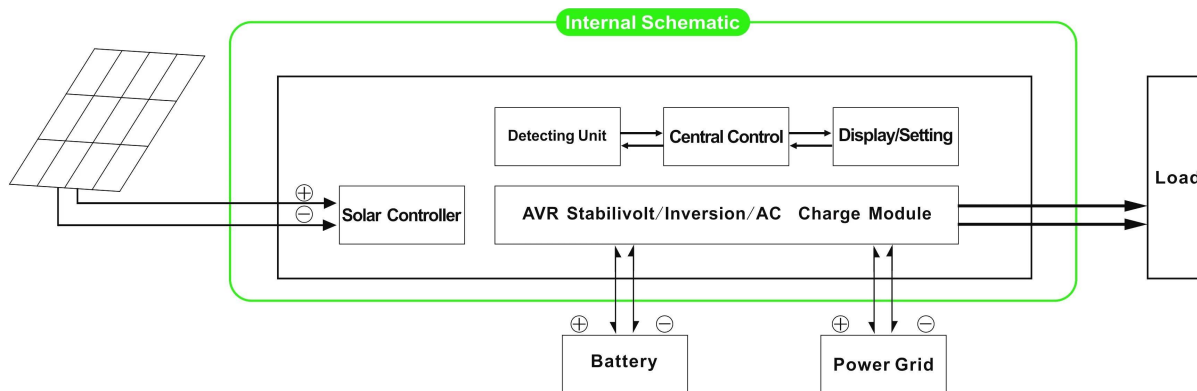 Internal Schematic
Detecting Unit
Central Control
Display/Setting
Load
⊕
⊖
Solar Controller
AVR Stabilivolt/Inversion/AC Charge Module
⊕ ⊖
⊕ ⊖
Battery
Power Grid